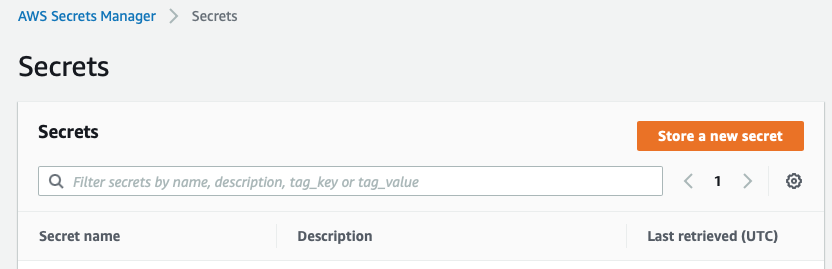 AWS Secrets Manager > Secrets
Secrets
Secrets
Store a new secret
Filter secrets by name, description, tag_key or tag_value
1
Secret name Description Last retrieved (UTC)